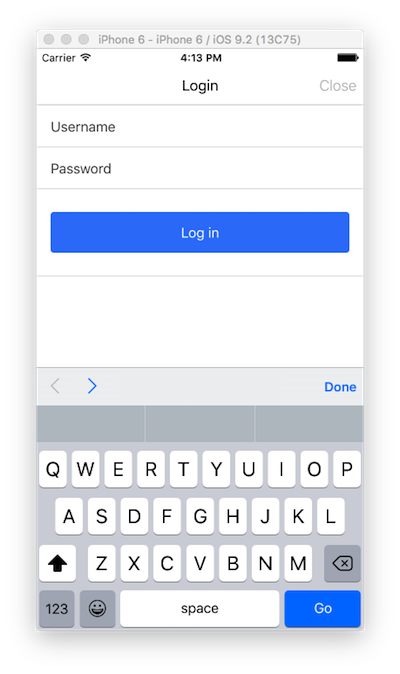 iPhone 6 - iPhone 6 / iOS 9.2 (13C75)
Carrier 4:13 PM
Login Close
Username
Password
Log in
Done
Q W E R T Y U I O P
A S D F G H J K L
Z X C V B N M
123 space Go